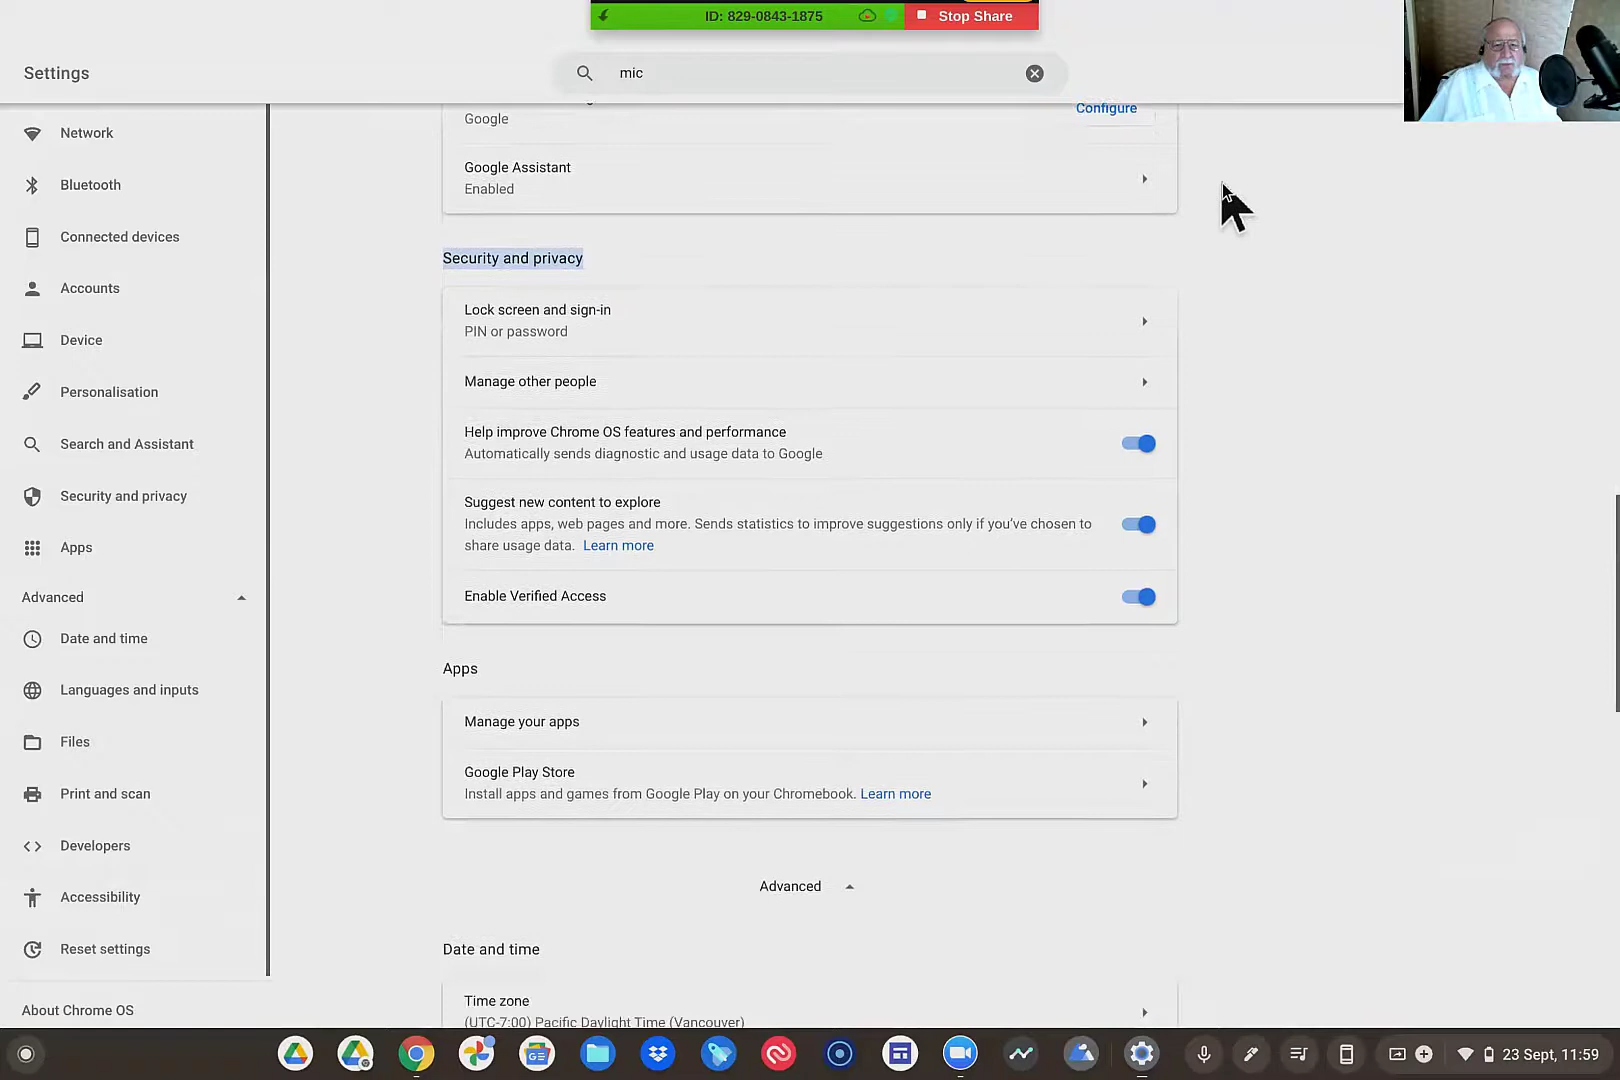 ID: 829-0843-1875
Stop Share
Settings
mic
Network
Bluetooth
Connected devices
Accounts
Device
Personalisation
Search and Assistant
Security and privacy
Apps
Advanced
Date and time
Languages and inputs
Files
Print and scan
Developers
Accessibility
Reset settings
About Chrome OS
Google
Configure
Google Assistant
Enabled
Security and privacy
Lock screen and sign-in
PIN or password
Manage other people
Help improve Chrome OS features and performance
Automatically sends diagnostic and usage data to Google
Suggest new content to explore
Includes apps, web pages and more. Sends statistics to improve suggestions only if you've chosen to
share usage data. Learn more
Enable Verified Access
Apps
Manage your apps
Google Play Store
Install apps and games from Google Play on your Chromebook. Learn more
Advanced
Date and time
Time zone
(UTC-7:00) Pacific Daylight Time (Vancouver)
23 Sept, 11:59